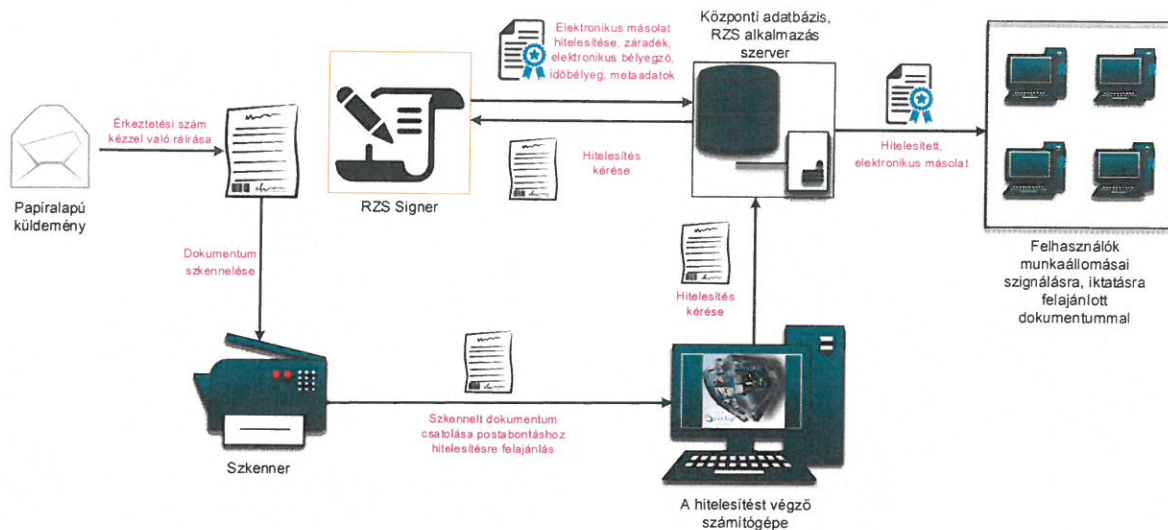 Érkeztetési szám
kézzel való ráírása
Papíralapú
küldemény
Elektronikus másolat
hitelesítése, záradék,
elektronikus bélyegző,
időbélyeg, metaadatok
Hitelesítés
kérése
RZS Signer
Központi adatbázis,
RZS alkalmazás
szerver
Hitelesített,
elektronikus másolat
Felhasználók
munkaállomásai
szignálásra, iktatásra
felajánlott
dokumentummal
Dokumentum
szkennelése
Hitelesítés
kérése
Szkennelt dokumentum
csatolása postabontáshoz
hitelesítésre felajánlás
Szkenner
A hitelesítést végző
számítógépe